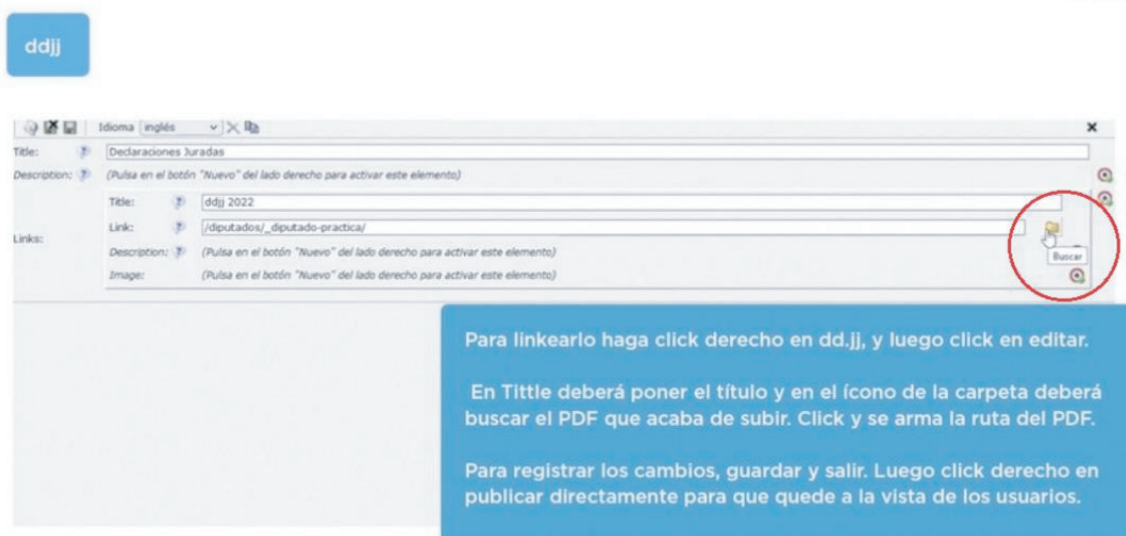 ddjj
Idioma inglés
Title: Declaraciones Juradas
Description: (Pulsa en el botón "Nuevo" del lado derecho para activar este elemento)
Title: ddjj 2022
Link: /diputados/_diputado-practica/
Links:
Description: (Pulsa en el botón "Nuevo" del lado derecho para activar este elemento)
Buscar
Image: (Pulsa en el botón "Nuevo" del lado derecho para activar este elemento)
Para linkearlo haga click derecho en dd.jj, y luego click en editar.
En Tittle deberá poner el título y en el ícono de la carpeta deberá
buscar el PDF que acaba de subir. Click y se arma la ruta del PDF.
Para registrar los cambios, guardar y salir. Luego click derecho en
publicar directamente para que quede a la vista de los usuarios.